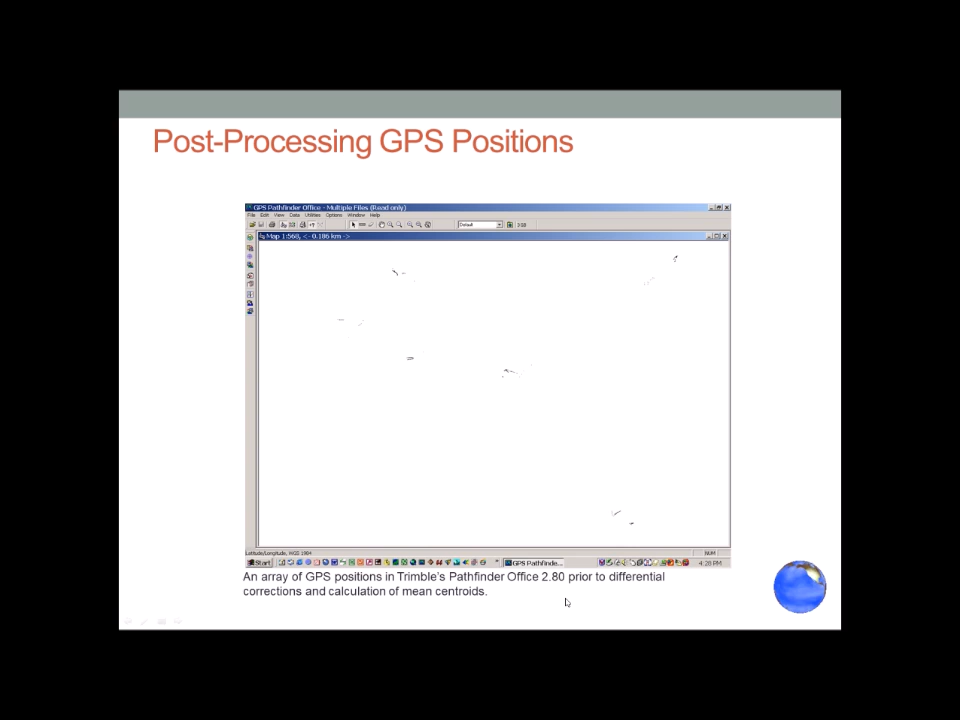 Post-Processing GPS Positions
GPS Pathfinder Office - Multiple Files (Read only)
File Edit View Data Utilities Options Window Help
Default
Map 1:568, <- 0.186 km ->
Latitude/Longitude, WGS 1984
NUM
Start
GPS Pathfinde...
4:28 PM
An array of GPS positions in Trimble's Pathfinder Office 2.80 prior to differential
corrections and calculation of mean centroids.